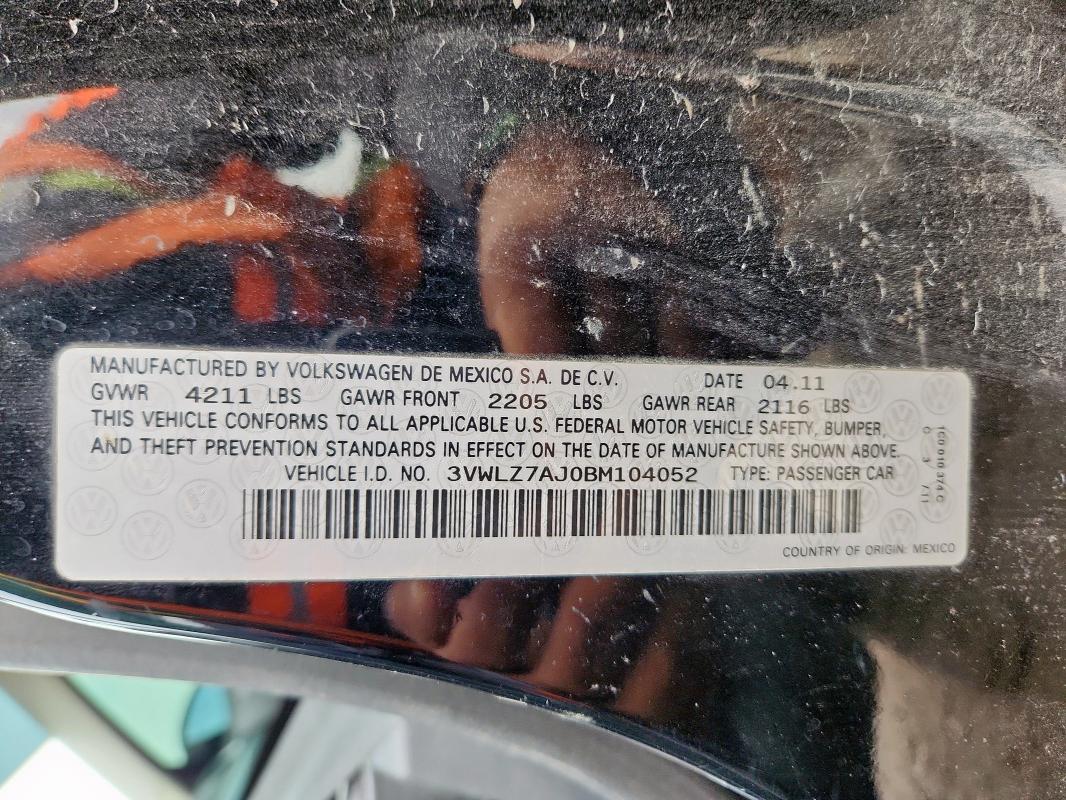 MANUFACTURED BY VOLKSWAGEN DE MEXICO S.A. DE C.V. DATE 04.11
GVWR 4211 LBS GAWR FRONT 2205 LBS GAWR REAR 2116 LBS
THIS VEHICLE CONFORMS TO ALL APPLICABLE U.S. FEDERAL MOTOR VEHICLE SAFETY, BUMPER,
AND THEFT PREVENTION STANDARDS IN EFFECT ON THE DATE OF MANUFACTURE SHOWN ABOVE.
VEHICLE I.D. NO. 3VWLZ7AJ0BM104052 TYPE: PASSENGER CAR
COUNTRY OF ORIGIN: MEXICO